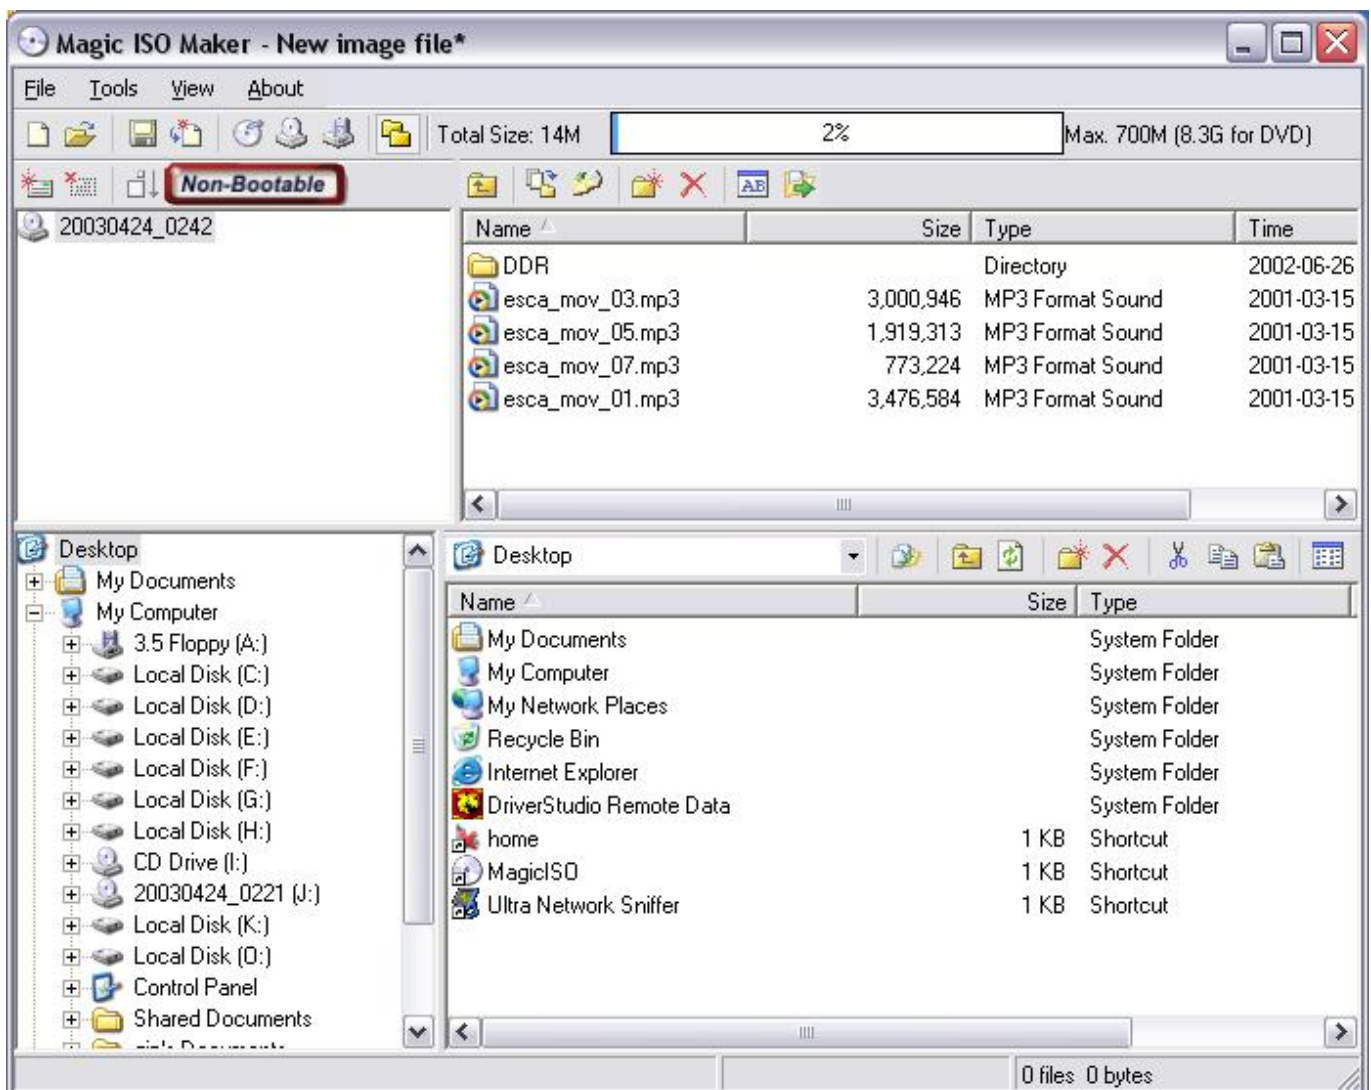 Magic ISO Maker - New image file*
File Tools View About
Total Size: 14M 2% Max. 700M (8.3G for DVD)
Non-Bootable
20030424_0242
Name Size Type Time
DDR Directory 2002-06-26
esca_mov_03.mp3 3,000,946 MP3 Format Sound 2001-03-15
esca_mov_05.mp3 1,919,313 MP3 Format Sound 2001-03-15
esca_mov_07.mp3 773,224 MP3 Format Sound 2001-03-15
esca_mov_01.mp3 3,476,584 MP3 Format Sound 2001-03-15
Desktop
My Documents
My Computer
3.5 Floppy (A:)
Local Disk (C:)
Local Disk (D:)
Local Disk (E:)
Local Disk (F:)
Local Disk (G:)
Local Disk (H:)
CD Drive (I:)
20030424_0221 (J:)
Local Disk (K:)
Local Disk (O:)
Control Panel
Shared Documents
Desktop
Name Size Type
My Documents System Folder
My Computer System Folder
My Network Places System Folder
Recycle Bin System Folder
Internet Explorer System Folder
DriverStudio Remote Data System Folder
home 1 KB Shortcut
MagicISO 1 KB Shortcut
Ultra Network Sniffer 1 KB Shortcut
0 files 0 bytes